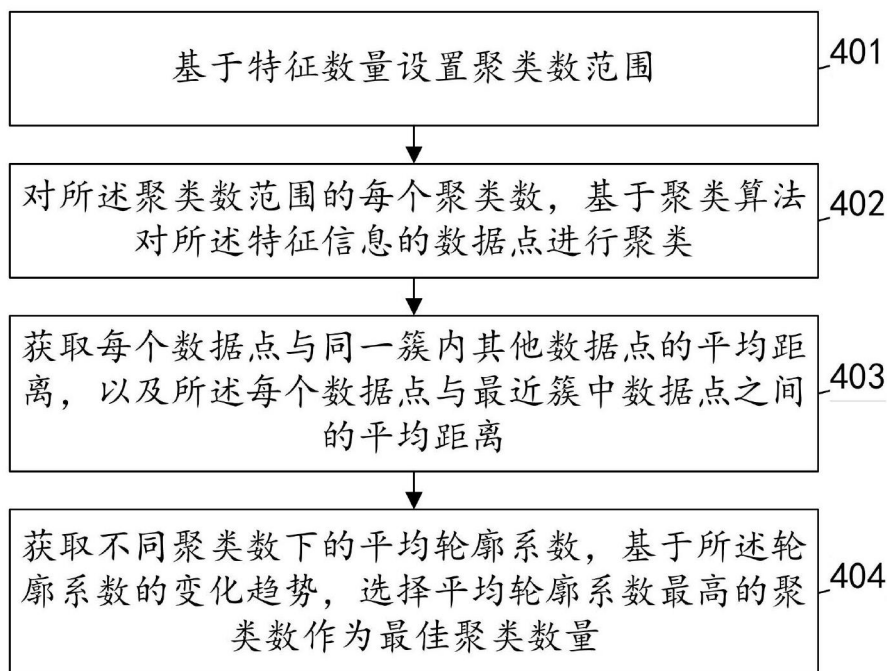 基于特征数量设置聚类数范围
401
对所述聚类数范围的每个聚类数，基于聚类算法
对所述特征信息的数据点进行聚类
402
获取每个数据点与同一簇内其他数据点的平均距
离，以及所述每个数据点与最近簇中数据点之间
的平均距离
403
获取不同聚类数下的平均轮廓系数，基于所述轮
廓系数的变化趋势，选择平均轮廓系数最高的聚
类数作为最佳聚类数量
404